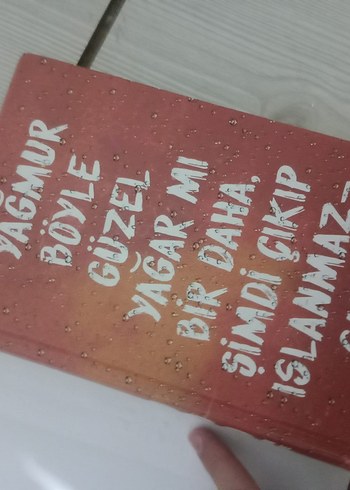 YAĞMUR
BÖYLE
GÜZEL
YAĞAR MI
BİR DAHA,
ŞİMDİ ÇIKIP
ISLANMAZ-